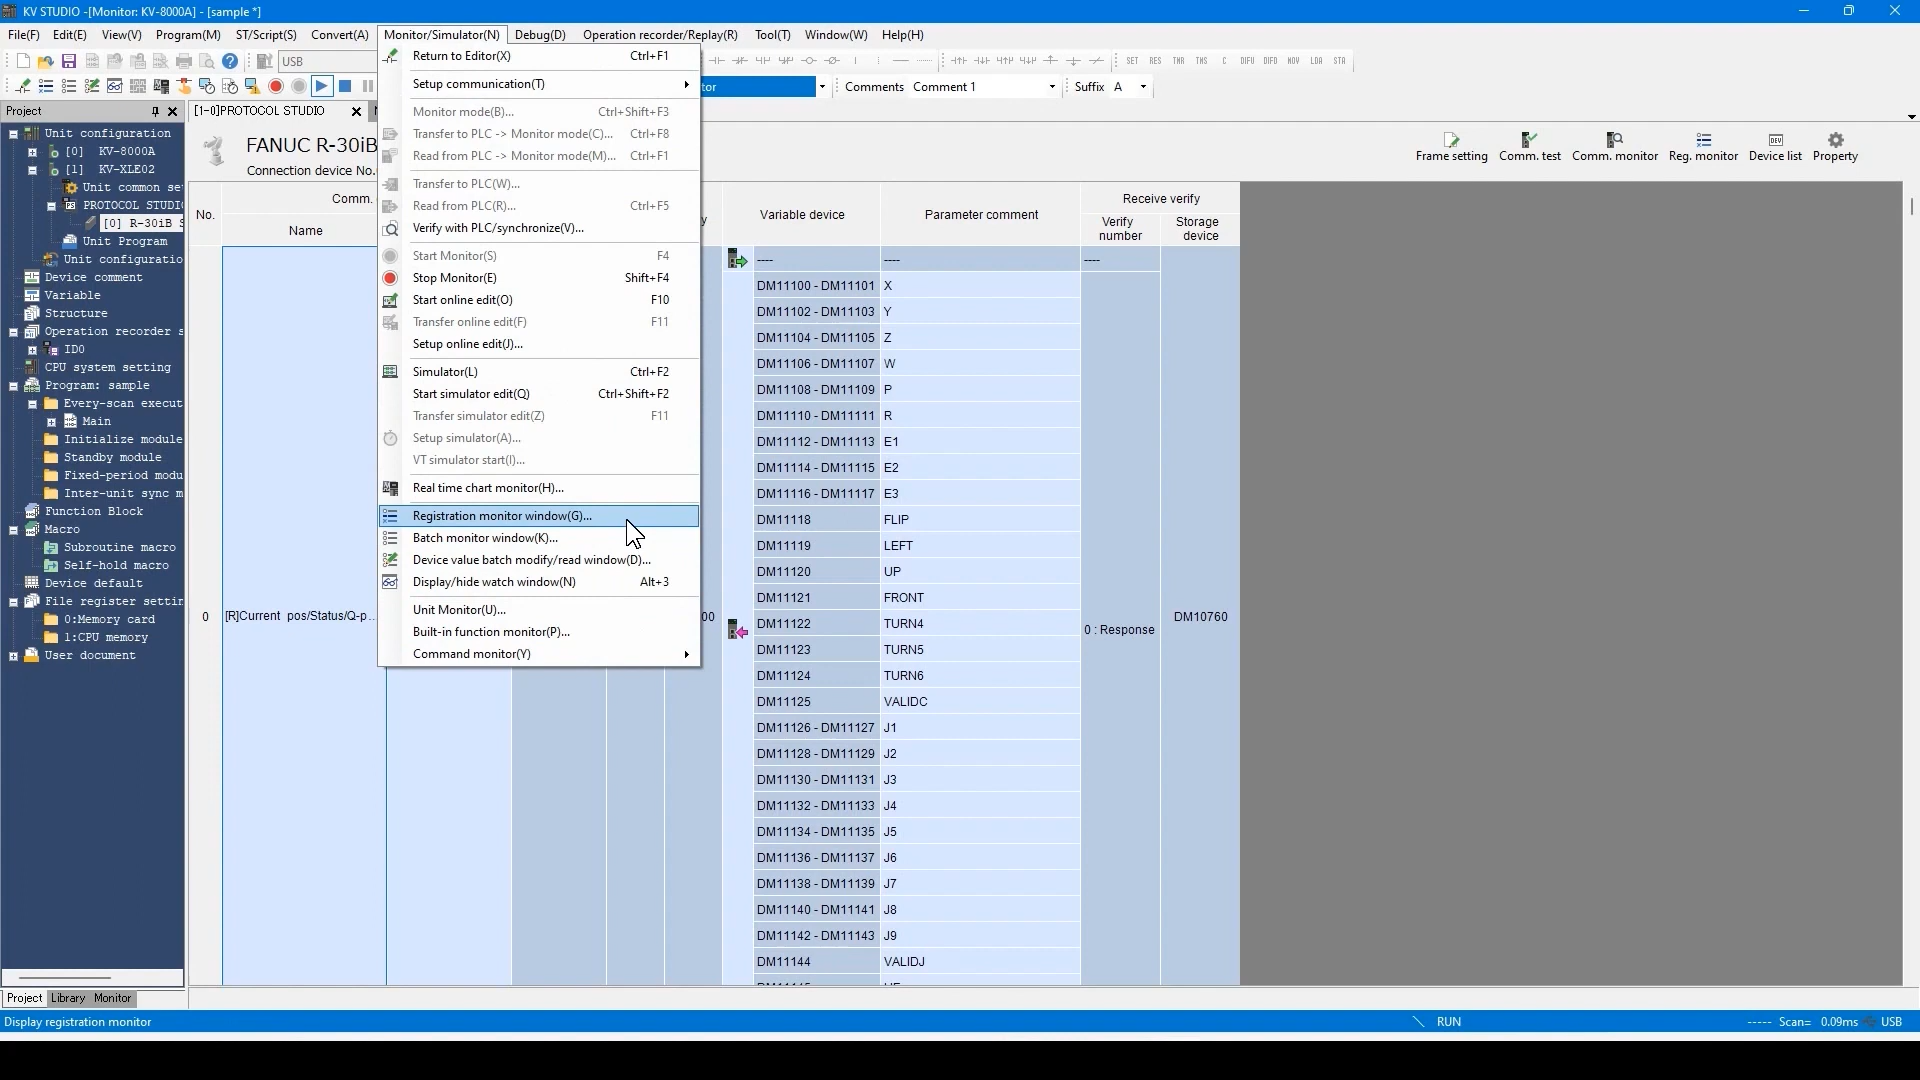 KV STUDIO -[Monitor: KV-8000A] - [sample *]
File(F) Edit(E) View(V) Program(M) ST/Script(S) Convert(A) Monitor/Simulator(N) Debug(D) Operation recorder/Replay(R) Tool(T) Window(W) Help(H)
USB
SET RES TMR TMS C DIFU DIFD MOV LDA STA
Comments Comment 1 Suffix A
Project
[1-0]PROTOCOL STUDIO
Return to Editor(X) Ctrl+F1
Setup communication(T)
Monitor mode(B)... Ctrl+Shift+F3
Transfer to PLC -> Monitor mode(C)... Ctrl+F8
Read from PLC -> Monitor mode(M)... Ctrl+F1
Transfer to PLC(W)...
Read from PLC(R)... Ctrl+F5
Verify with PLC/synchronize(V)...
Start Monitor(S) F4
Stop Monitor(E) Shift+F4
Start online edit(O) F10
Transfer online edit(F) F11
Setup online edit(J)...
Simulator(L) Ctrl+F2
Start simulator edit(Q) Ctrl+Shift+F2
Transfer simulator edit(Z) F11
Setup simulator(A)...
VT simulator start(I)...
Real time chart monitor(H)...
Registration monitor window(G)...
Batch monitor window(K)...
Device value batch modify/read window(D)...
Display/hide watch window(N) Alt+3
Unit Monitor(U)...
Built-in function monitor(P)...
Command monitor(Y)
Unit configuration
[0] KV-8000A
[1] KV-XLE02
Unit common se
PROTOCOL STUDIO
[0] R-30iB S
Unit Program
Unit configuratio
Device comment
Variable
Structure
Operation recorder s
ID0
CPU system setting
Program: sample
Every-scan execut
Main
Initialize module
Standby module
Fixed-period modu
Inter-unit sync m
Function Block
Macro
Subroutine macro
Self-hold macro
Device default
File register settin
0:Memory card
1:CPU memory
User document
Project Library Monitor
FANUC R-30iB
Connection device No.
Frame setting Comm. test Comm. monitor Reg. monitor Device list Property
No. Comm. Name Variable device Parameter comment Receive verify
Verify number Storage device
---- ---- ----
DM11100 - DM11101 X
DM11102 - DM11103 Y
DM11104 - DM11105 Z
DM11106 - DM11107 W
DM11108 - DM11109 P
DM11110 - DM11111 R
DM11112 - DM11113 E1
DM11114 - DM11115 E2
DM11116 - DM11117 E3
DM11118 FLIP
DM11119 LEFT
DM11120 UP
DM11121 FRONT
0 [R]Current pos/Status/Q-p... 00 DM11122 TURN4 0 : Response DM10760
DM11123 TURN5
DM11124 TURN6
DM11125 VALIDC
DM11126 - DM11127 J1
DM11128 - DM11129 J2
DM11130 - DM11131 J3
DM11132 - DM11133 J4
DM11134 - DM11135 J5
DM11136 - DM11137 J6
DM11138 - DM11139 J7
DM11140 - DM11141 J8
DM11142 - DM11143 J9
DM11144 VALIDJ
Display registration monitor RUN ----- Scan= 0.09ms USB